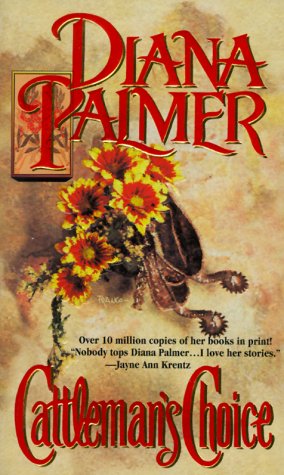 DIANA
PALMER
Over 10 million copies of her books in print!
"Nobody tops Diana Palmer...I love her stories."
—Jayne Ann Krentz
Cattleman's Choice